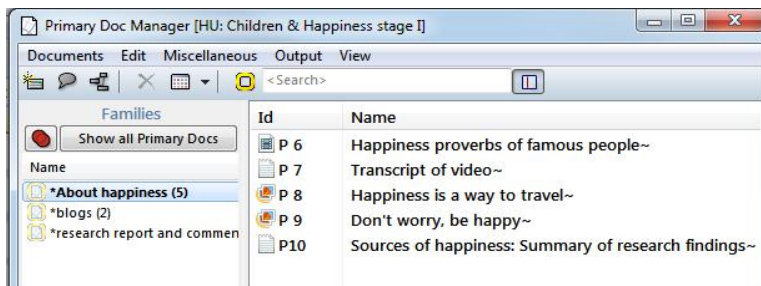 Primary Doc Manager [HU: Children & Happiness stage I]
Documents Edit Miscellaneous Output View
<Search>
Families
Show all Primary Docs
Name
*About happiness (5)
*blogs (2)
*research report and commen
Id Name
P 6 Happiness proverbs of famous people~
P 7 Transcript of video~
P 8 Happiness is a way to travel~
P 9 Don't worry, be happy~
P10 Sources of happiness: Summary of research findings~